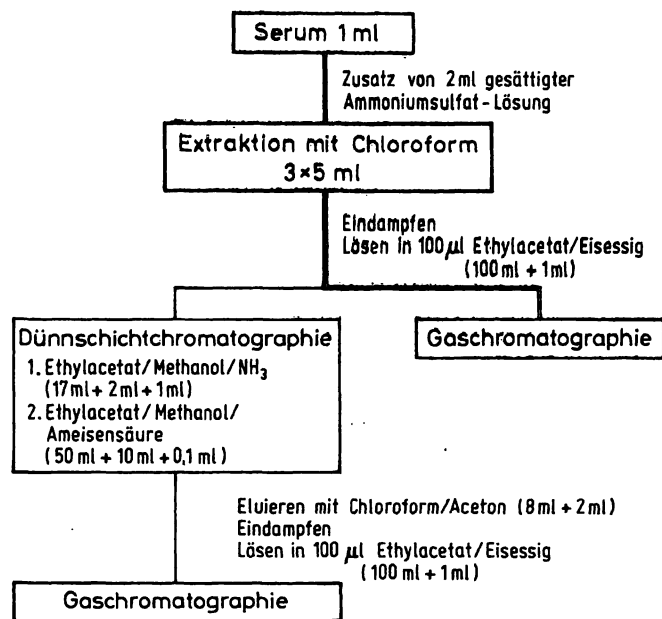 Serum 1 ml
Zusatz von 2 ml gesättigter
Ammoniumsulfat-Lösung
Extraktion mit Chloroform
3×5 ml
Eindampfen
Lösen in 100 µl Ethylacetat/Eisessig
(100 ml + 1 ml)
Dünnschichtchromatographie
1. Ethylacetat/Methanol/NH₃
(17 ml + 2 ml + 1 ml)
2. Ethylacetat/Methanol/
Ameisensäure
(50 ml + 10 ml + 0,1 ml)
Gaschromatographie
Eluieren mit Chloroform/Aceton (8 ml + 2 ml)
Eindampfen
Lösen in 100 µl Ethylacetat/Eisessig
(100 ml + 1 ml)
Gaschromatographie